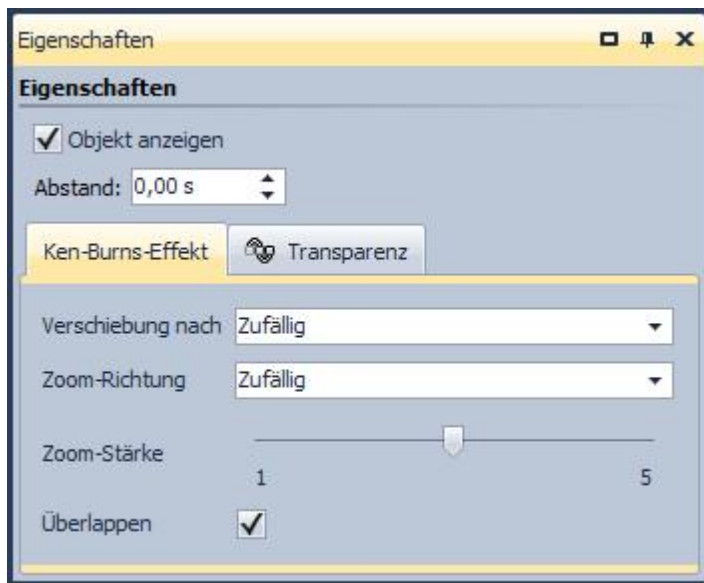 Eigenschaften
Eigenschaften
Objekt anzeigen
Abstand: 0,00 s
Ken-Burns-Effekt Transparenz
Verschiebung nach Zufällig
Zoom-Richtung Zufällig
Zoom-Stärke
1 5
Überlappen